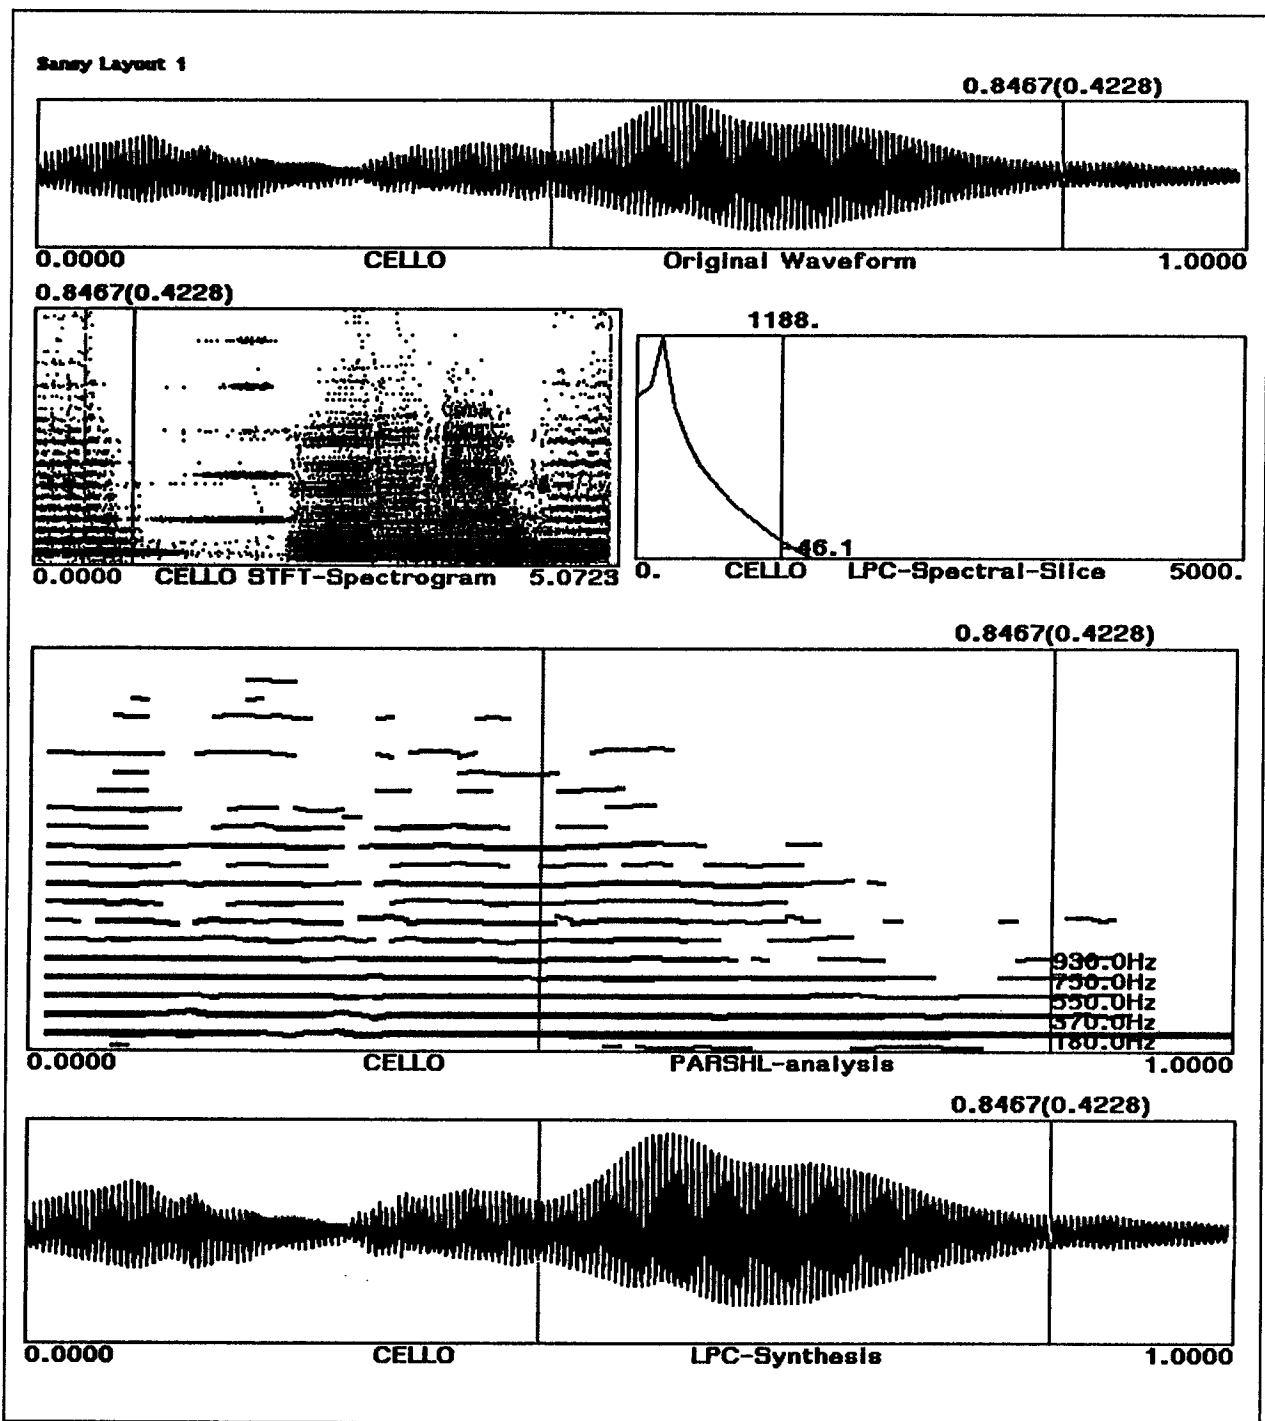 Sansy Layout 1
0.8467(0.4228)
0.0000 CELLO Original Waveform 1.0000
0.8467(0.4228)
1188.
-46.1
0.0000 CELLO STFT-Spectrogram 5.0723
0. CELLO LPC-Spectral-Slice 5000.
0.8467(0.4228)
930.0Hz
750.0Hz
550.0Hz
370.0Hz
180.0Hz
0.0000 CELLO PARSHL-analysis 1.0000
0.8467(0.4228)
0.0000 CELLO LPC-Synthesis 1.0000